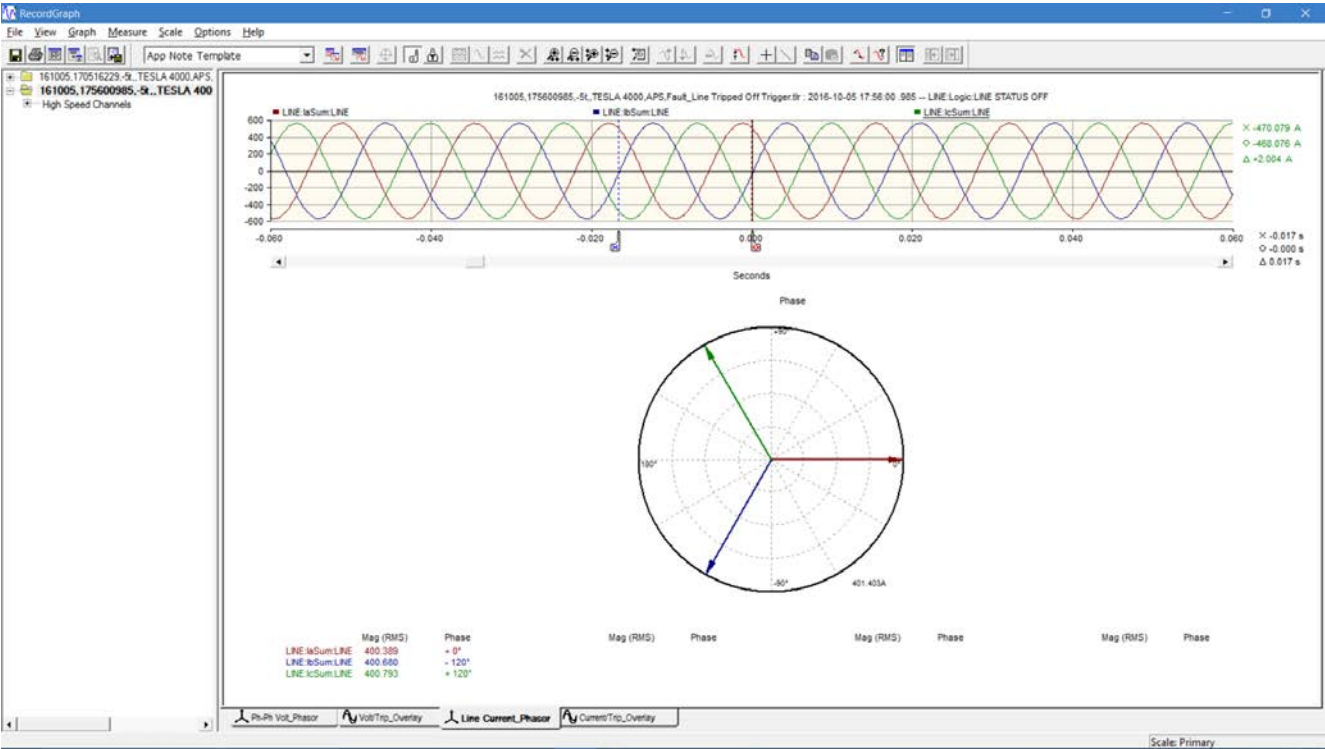 RecordGraph
File View Graph Measure Scale Options Help
App Note Template
161005,170516229,-5t,,TESLA 4000,APS,
161005,175600985,-5t,,TESLA 400
High Speed Channels
161005,175600985,-5t,,TESLA 4000,APS,Fault_Line Tripped Off Trigger.tlr : 2016-10-05 17:56:00 .985 -- LINE:Logic:LINE STATUS OFF
LINE:IaSum:LINE LINE:IbSum:LINE LINE:IcSum:LINE
600
400
200
0
-200
-400
-600
X -470.079 A
O -468.076 A
Δ +2.004 A
-0.060 -0.040 -0.020 0.000 0.020 0.040 0.060
X -0.017 s
O -0.000 s
Δ 0.017 s
Seconds
Phase
+90°
180° 0°
-90° 401.403A
Mag (RMS) Phase Mag (RMS) Phase Mag (RMS) Phase Mag (RMS) Phase
LINE:IaSum:LINE 400.389 + 0°
LINE:IbSum:LINE 400.680 - 120°
LINE:IcSum:LINE 400.793 + 120°
Ph-Ph Volt_Phasor Volt/Trip_Overlay Line Current_Phasor Current/Trip_Overlay
Scale: Primary